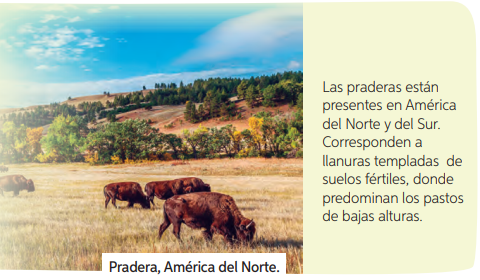 Las praderas están
presentes en América
del Norte y del Sur.
Corresponden a
llanuras templadas de
suelos fértiles, donde
predominan los pastos
de bajas alturas.
Pradera, América del Norte.